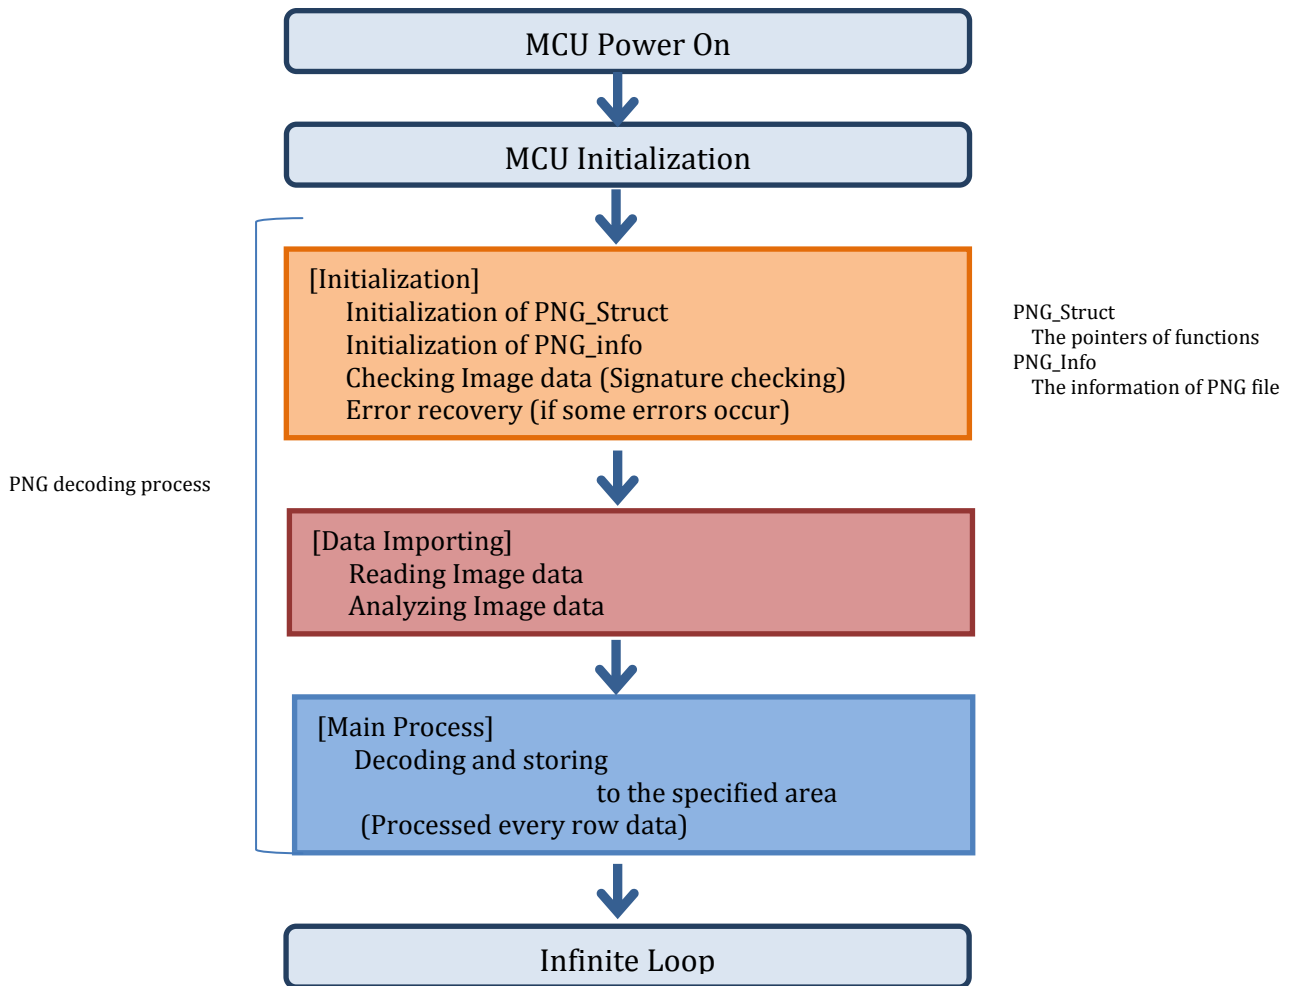 MCU Power On
MCU Initialization
[Initialization]
Initialization of PNG_Struct
Initialization of PNG_info
Checking Image data (Signature checking)
Error recovery (if some errors occur)
PNG_Struct
The pointers of functions
PNG_Info
The information of PNG file
PNG decoding process
[Data Importing]
Reading Image data
Analyzing Image data
[Main Process]
Decoding and storing
to the specified area
(Processed every row data)
Infinite Loop